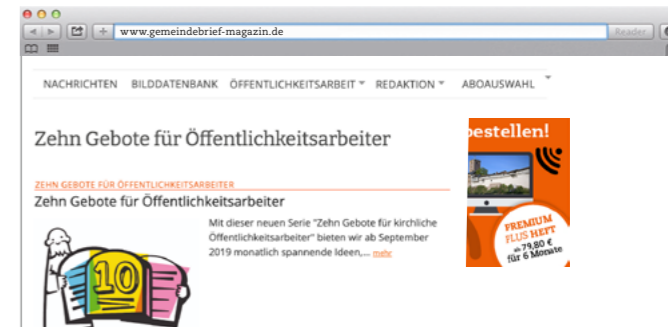 www.gemeindebrief-magazin.de
Reader
NACHRICHTEN BILDDATENBANK ÖFFENTLICHKEITSARBEIT REDAKTION ABOAUSWAHL
Zehn Gebote für Öffentlichkeitsarbeiter
bestellen!
ZEHN GEBOTE FÜR ÖFFENTLICHKEITSARBEITER
Zehn Gebote für Öffentlichkeitsarbeiter
Mit dieser neuen Serie "Zehn Gebote für kirchliche
Öffentlichkeitsarbeiter" bieten wir ab September
2019 monatlich spannende Ideen,... mehr
10
PREMIUM
PLUS HEFT
ab 79,80 €
für 6 Monate